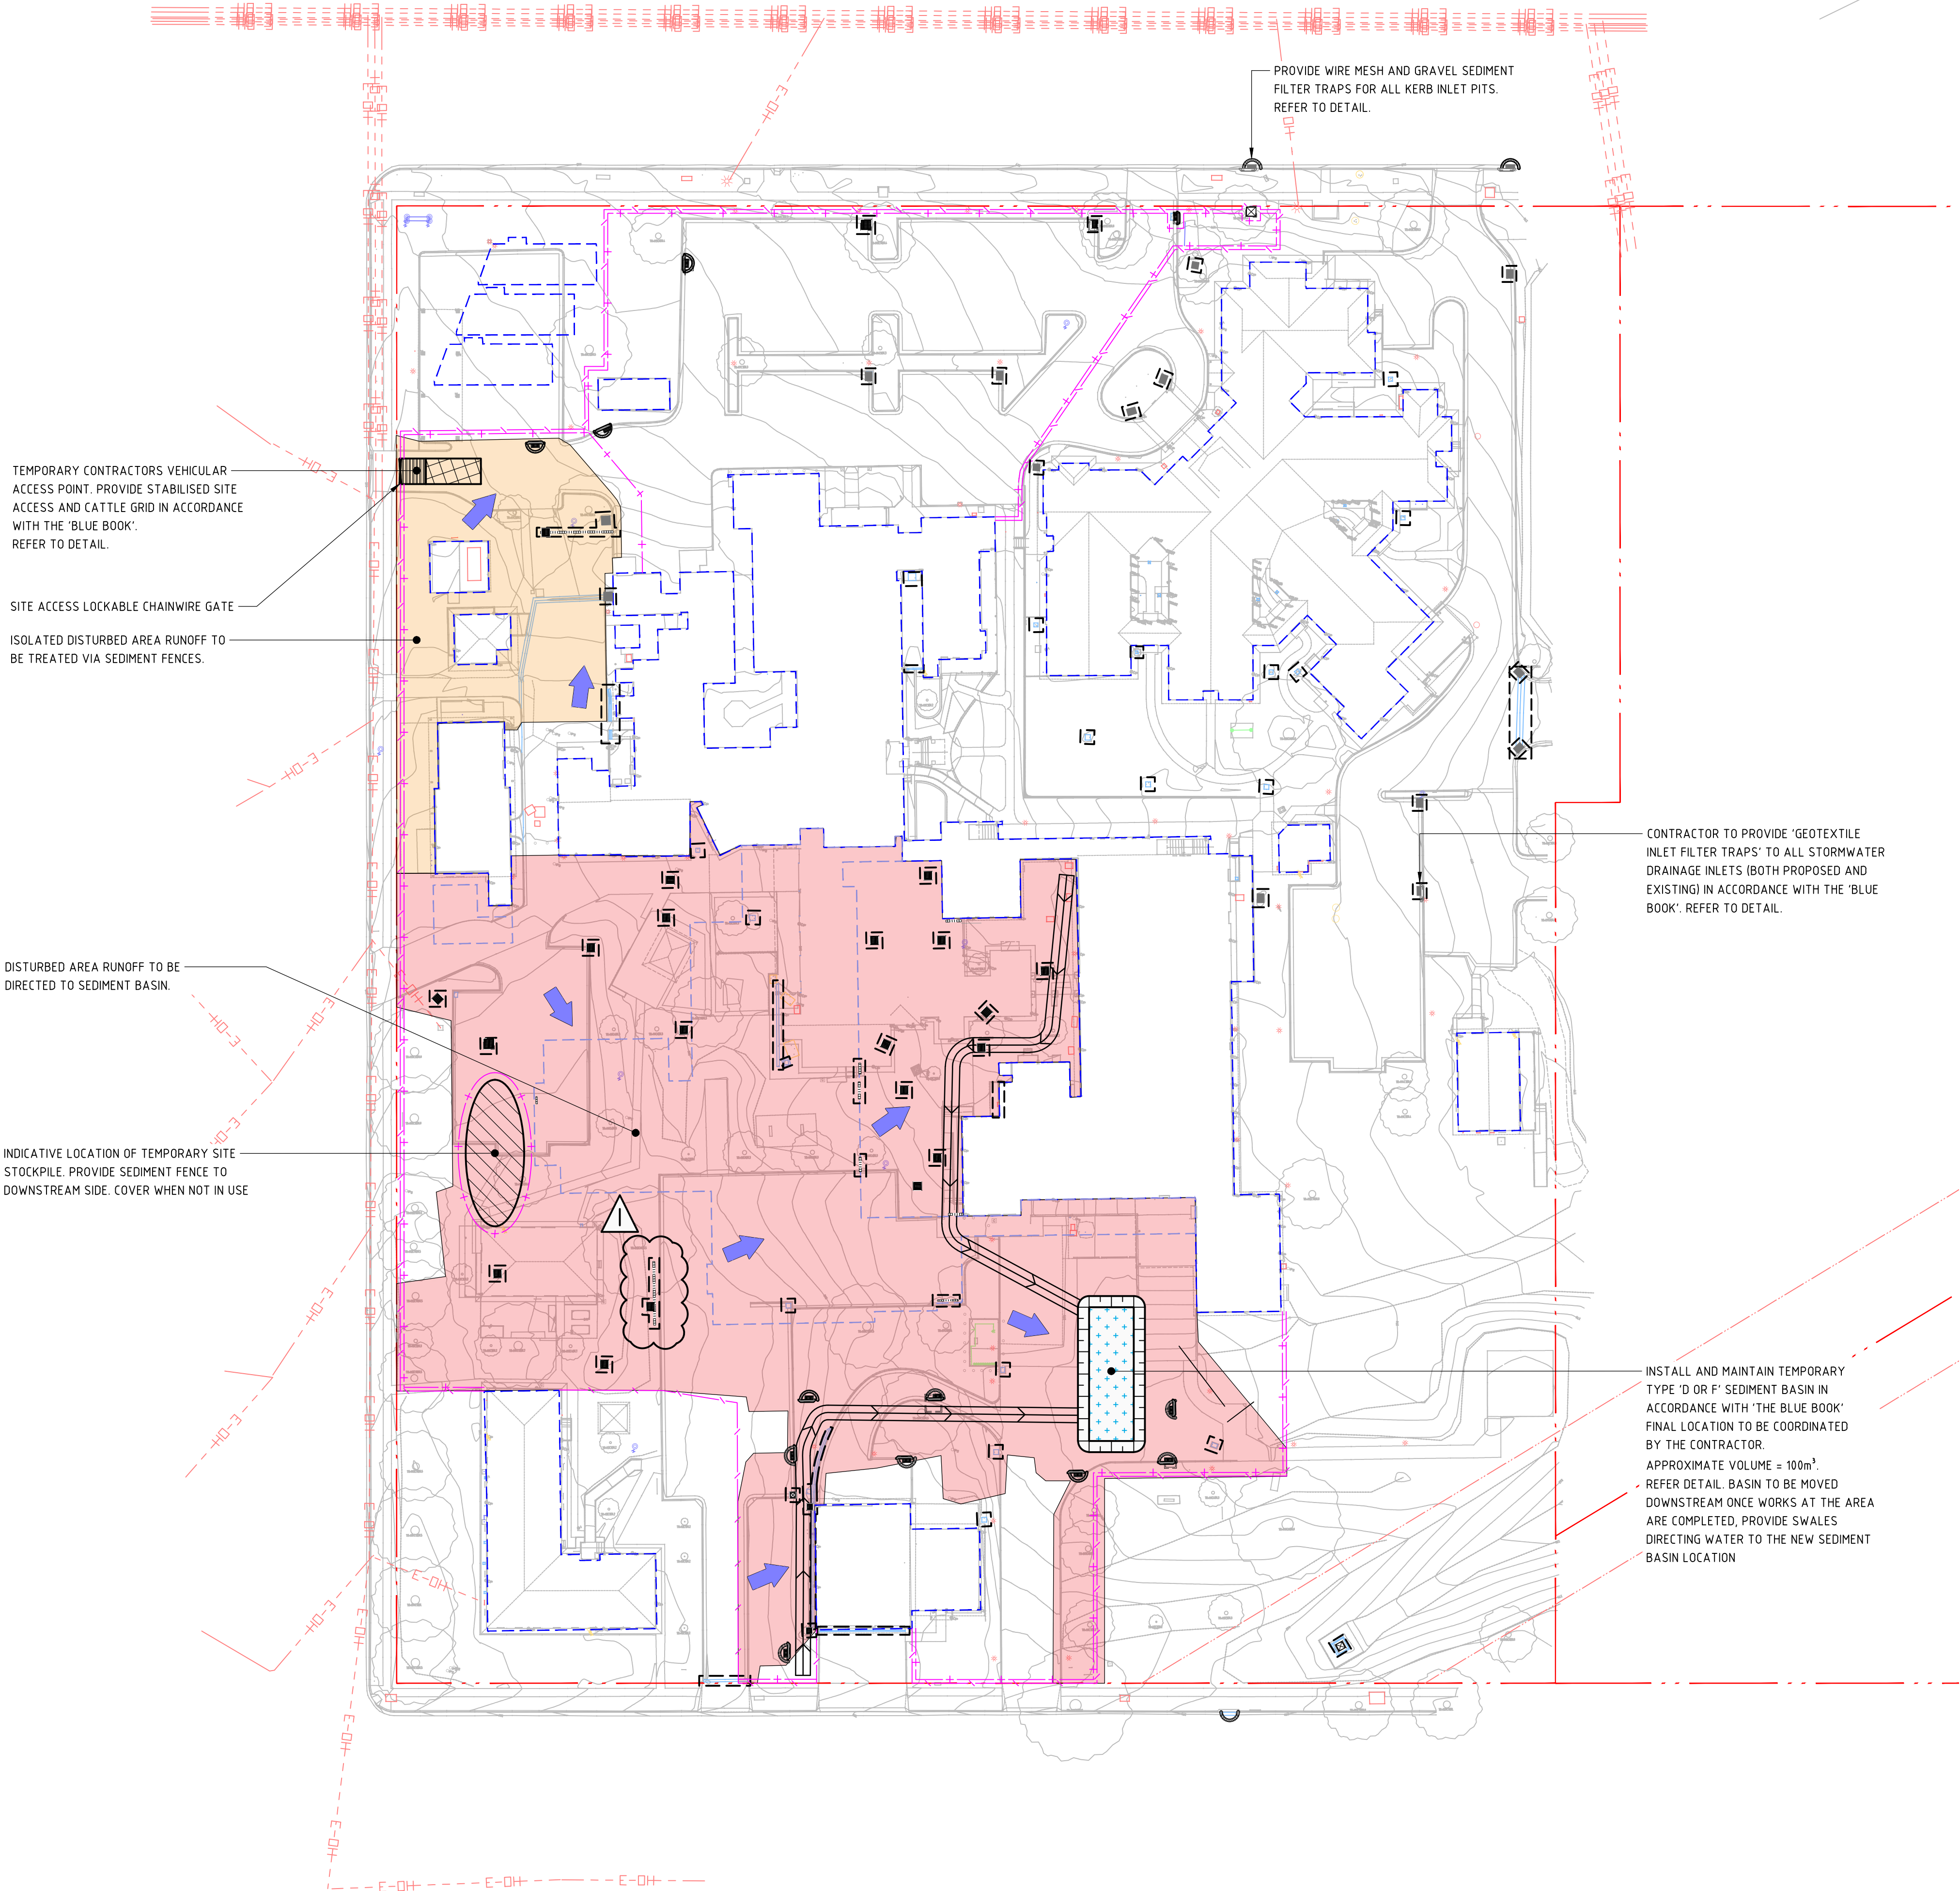 PROVIDE WIRE MESH AND GRAVEL SEDIMENT
FILTER TRAPS FOR ALL KERB INLET PITS.
REFER TO DETAIL.
TEMPORARY CONTRACTORS VEHICULAR
ACCESS POINT. PROVIDE STABILISED SITE
ACCESS AND CATTLE GRID IN ACCORDANCE
WITH THE 'BLUE BOOK'.
REFER TO DETAIL.
SITE ACCESS LOCKABLE CHAINWIRE GATE
ISOLATED DISTURBED AREA RUNOFF TO
BE TREATED VIA SEDIMENT FENCES.
CONTRACTOR TO PROVIDE 'GEOTEXTILE
INLET FILTER TRAPS' TO ALL STORMWATER
DRAINAGE INLETS (BOTH PROPOSED AND
EXISTING) IN ACCORDANCE WITH THE 'BLUE
BOOK'. REFER TO DETAIL.
DISTURBED AREA RUNOFF TO BE
DIRECTED TO SEDIMENT BASIN.
INDICATIVE LOCATION OF TEMPORARY SITE
STOCKPILE. PROVIDE SEDIMENT FENCE TO
DOWNSTREAM SIDE. COVER WHEN NOT IN USE
INSTALL AND MAINTAIN TEMPORARY
TYPE 'D OR F' SEDIMENT BASIN IN
ACCORDANCE WITH 'THE BLUE BOOK'
FINAL LOCATION TO BE COORDINATED
BY THE CONTRACTOR.
APPROXIMATE VOLUME = 100m³.
REFER DETAIL. BASIN TO BE MOVED
DOWNSTREAM ONCE WORKS AT THE AREA
ARE COMPLETED, PROVIDE SWALES
DIRECTING WATER TO THE NEW SEDIMENT
BASIN LOCATION
E-OH
E-OH
E-OH
E-OH